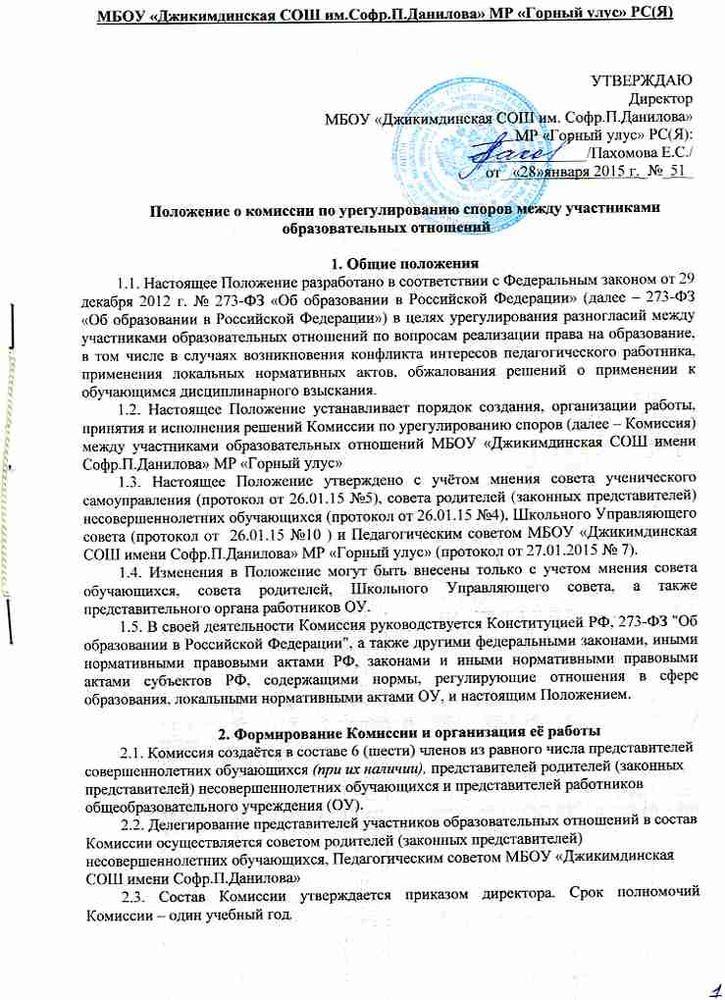 МБОУ «Джикимдинская СОШ им.Софр.П.Данилова» МР «Горный улус» РС(Я)
УТВЕРЖДАЮ
Директор
МБОУ «Джикимдинская СОШ им. Софр.П.Данилова»
МР «Горный улус» РС(Я):
/Пахомова Е.С./
от «28»января 2015 г. № 51
Положение о комиссии по урегулированию споров между участниками
образовательных отношений
1. Общие положения
1.1. Настоящее Положение разработано в соответствии с Федеральным законом от 29
декабря 2012 г. № 273-ФЗ «Об образовании в Российской Федерации» (далее – 273-ФЗ
«Об образовании в Российской Федерации») в целях урегулирования разногласий между
участниками образовательных отношений по вопросам реализации права на образование,
в том числе в случаях возникновения конфликта интересов педагогического работника,
применения локальных нормативных актов, обжалования решений о применении к
обучающимся дисциплинарного взыскания.
1.2. Настоящее Положение устанавливает порядок создания, организации работы,
принятия и исполнения решений Комиссии по урегулированию споров (далее – Комиссия)
между участниками образовательных отношений МБОУ «Джикимдинская СОШ имени
Софр.П.Данилова» МР «Горный улус»
1.3. Настоящее Положение утверждено с учётом мнения совета ученического
самоуправления (протокол от 26.01.15 №5), совета родителей (законных представителей)
несовершеннолетних обучающихся (протокол от 26.01.15 №4), Школьного Управляющего
совета (протокол от 26.01.15 №10 ) и Педагогическим советом МБОУ «Джикимдинская
СОШ имени Софр.П.Данилова» МР «Горный улус» (протокол от 27.01.2015 № 7).
1.4. Изменения в Положение могут быть внесены только с учетом мнения совета
обучающихся, совета родителей, Школьного Управляющего совета, а также
представительного органа работников ОУ.
1.5. В своей деятельности Комиссия руководствуется Конституцией РФ, 273-ФЗ "Об
образовании в Российской Федерации", а также другими федеральными законами, иными
нормативными правовыми актами РФ, законами и иными нормативными правовыми
актами субъектов РФ, содержащими нормы, регулирующие отношения в сфере
образования, локальными нормативными актами ОУ, и настоящим Положением.
2. Формирование Комиссии и организация её работы
2.1. Комиссия создаётся в составе 6 (шести) членов из равного числа представителей
совершеннолетних обучающихся (при их наличии), представителей родителей (законных
представителей) несовершеннолетних обучающихся и представителей работников
общеобразовательного учреждения (ОУ).
2.2. Делегирование представителей участников образовательных отношений в состав
Комиссии осуществляется советом родителей (законных представителей)
несовершеннолетних обучающихся, Педагогическим советом МБОУ «Джикимдинская
СОШ имени Софр.П.Данилова»
2.3. Состав Комиссии утверждается приказом директора. Срок полномочий
Комиссии – один учебный год.
1